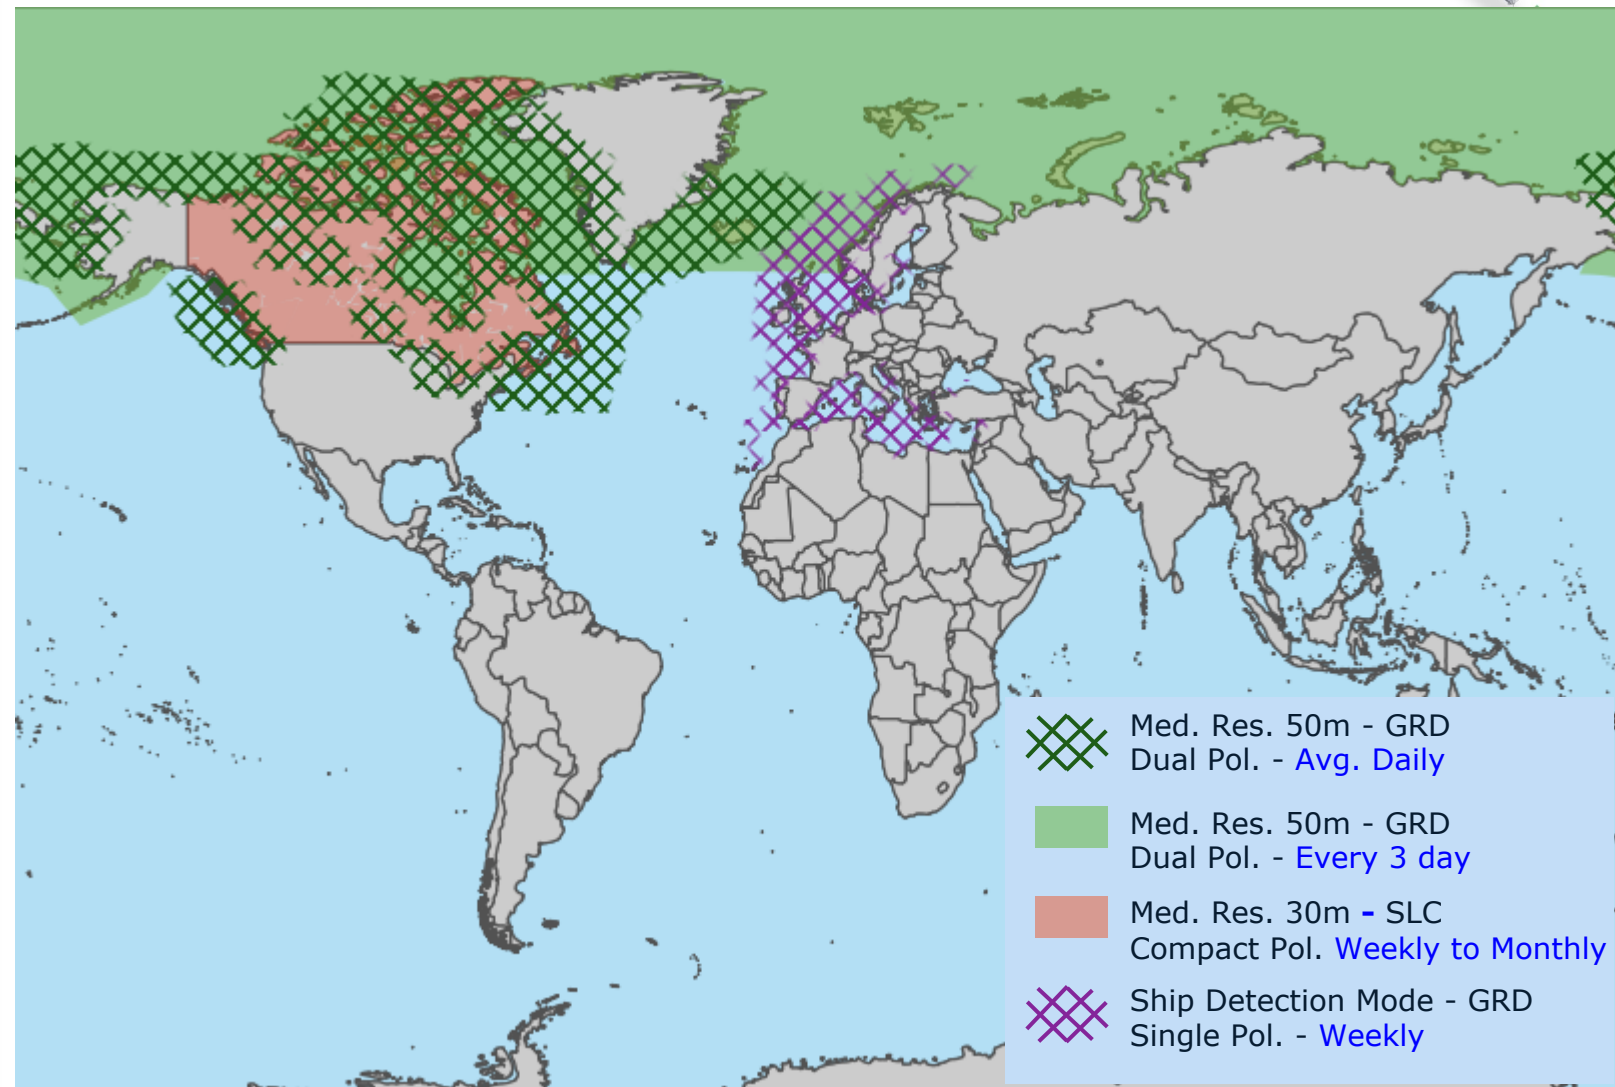 Med. Res. 50m - GRD
Dual Pol. - Avg. Daily
Med. Res. 50m - GRD
Dual Pol. - Every 3 day
Med. Res. 30m - SLC
Compact Pol. Weekly to Monthly
Ship Detection Mode - GRD
Single Pol. - Weekly